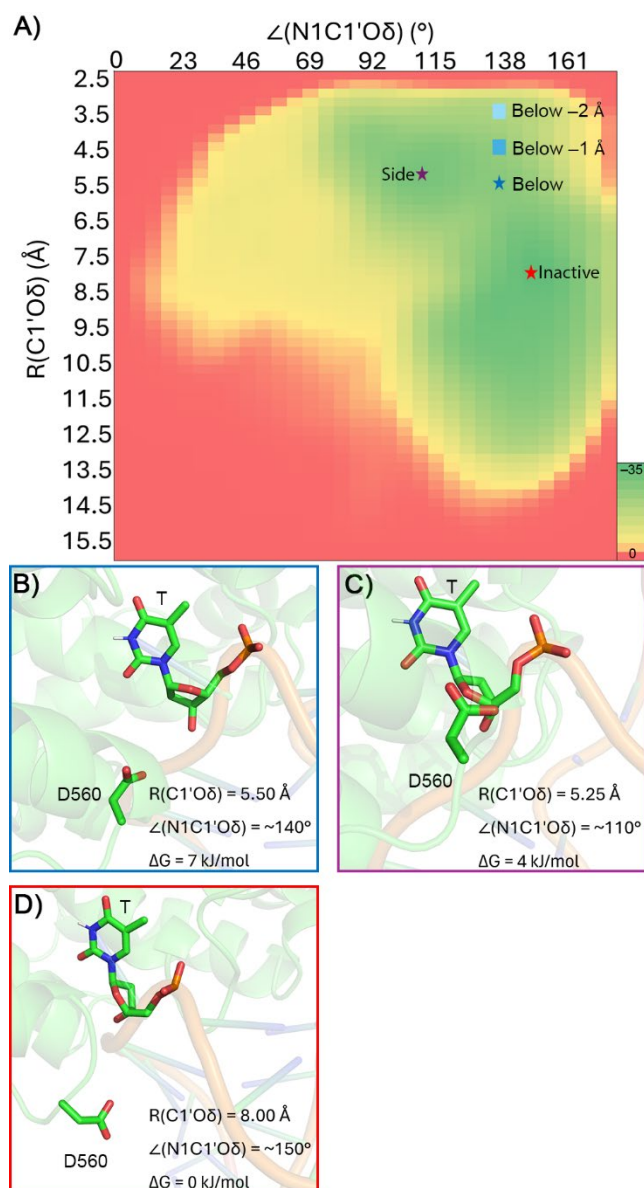 A)
∠(N1C1'Oδ) (°)
0 23 46 69 92 115 138 161
R(C1'Oδ) (Å)
2.5
3.5
4.5
5.5
6.5
7.5
8.5
9.5
10.5
11.5
12.5
13.5
14.5
15.5
Below –2 Å
Below –1 Å
Below
Side
Inactive
–35
0
B)
T
D560
R(C1'Oδ) = 5.50 Å
∠(N1C1'Oδ) = ~140°
ΔG = 7 kJ/mol
C)
T
D560
R(C1'Oδ) = 5.25 Å
∠(N1C1'Oδ) = ~110°
ΔG = 4 kJ/mol
D)
T
D560
R(C1'Oδ) = 8.00 Å
∠(N1C1'Oδ) = ~150°
ΔG = 0 kJ/mol